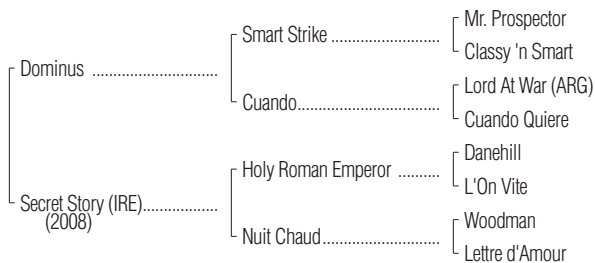 Mr. Prospector
Smart Strike ..........................
Classy 'n Smart
Dominus ..............................
Lord At War (ARG)
Cuando..................................
Cuando Quiere
Danehill
Holy Roman Emperor ..........
L'On Vite
Secret Story (IRE)..................
(2008)
Woodman
Nuit Chaud............................
Lettre d'Amour